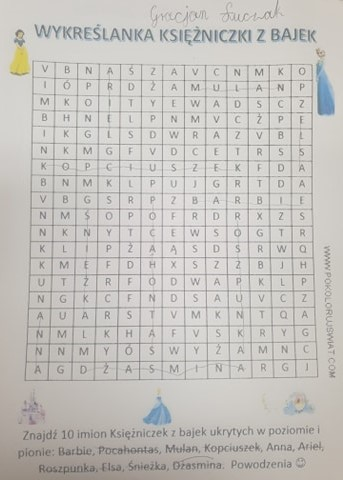 Gracjan
WYKREŚLANKA KSIĘŻNICZKI Z BAJEK
V B N A Ś Z A V C N M K O
I Ó P R D Ż A M U L A N P
M K O I T Y E W A D S C Z
B H N E L P N M V C Ż P E
I K G L S D W R A Z V B L
N K M G F V D C E T R S S
K O P C I U S Z E K F D A
B N M K L P U J G R T D A
V B G S R P Z B A R B I E
N M Ś O P Ó F R D R X Z S
N K N Y T C E W S Ó G T R
K L I P Ż Ą Ą S D Ś R W Q
K M E F D H X S Z Ż B J H
U T Ż R F O D W A P K L P
N G K C F N D S A U V C Z
A U A R S T V M K N T Q A
N M L K H A F V S K R Y G
N N M Y Ó S W Y Ż A M N C
A G D Ż A S M I N A R G J
WWW.POKOLORUJSWIAT.COM
Znajdź 10 imion Księżniczek z bajek ukrytych w poziomie i
pionie: Barbie, Pocahontas, Mulan, Kopciuszek, Anna, Ariel,
Roszpunka, Elsa, Śnieżka, Dżasmina. Powodzenia ☺